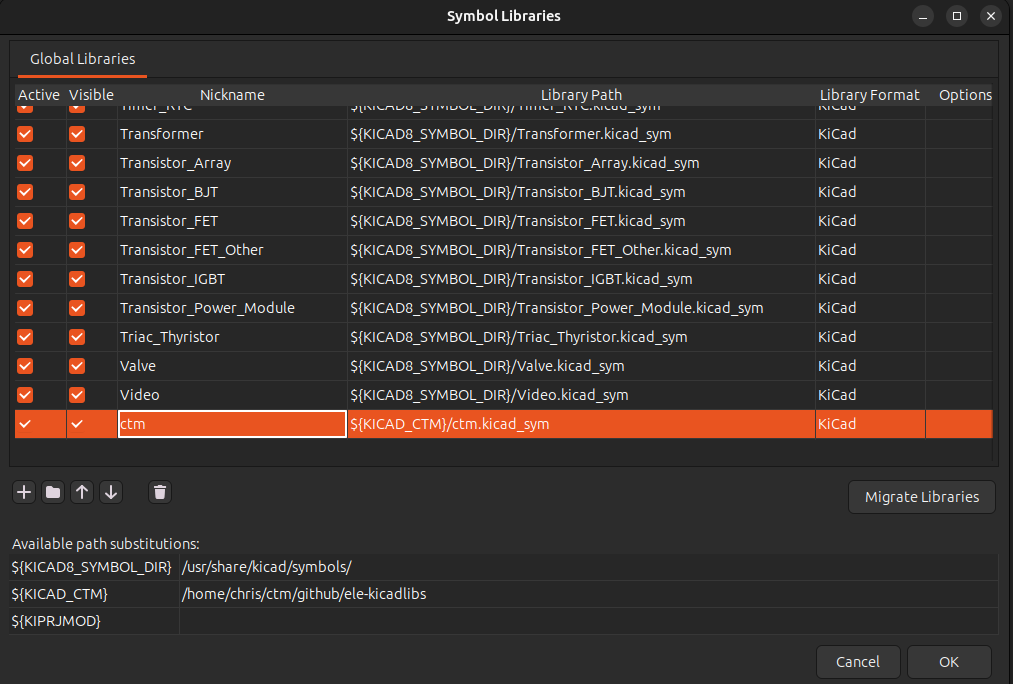 Symbol Libraries
Global Libraries
Active Visible Nickname Library Path Library Format Options
Timer_RTC ${KICAD8_SYMBOL_DIR}/Timer_RTC.kicad_sym KiCad
Transformer ${KICAD8_SYMBOL_DIR}/Transformer.kicad_sym KiCad
Transistor_Array ${KICAD8_SYMBOL_DIR}/Transistor_Array.kicad_sym KiCad
Transistor_BJT ${KICAD8_SYMBOL_DIR}/Transistor_BJT.kicad_sym KiCad
Transistor_FET ${KICAD8_SYMBOL_DIR}/Transistor_FET.kicad_sym KiCad
Transistor_FET_Other ${KICAD8_SYMBOL_DIR}/Transistor_FET_Other.kicad_sym KiCad
Transistor_IGBT ${KICAD8_SYMBOL_DIR}/Transistor_IGBT.kicad_sym KiCad
Transistor_Power_Module ${KICAD8_SYMBOL_DIR}/Transistor_Power_Module.kicad_sym KiCad
Triac_Thyristor ${KICAD8_SYMBOL_DIR}/Triac_Thyristor.kicad_sym KiCad
Valve ${KICAD8_SYMBOL_DIR}/Valve.kicad_sym KiCad
Video ${KICAD8_SYMBOL_DIR}/Video.kicad_sym KiCad
ctm ${KICAD_CTM}/ctm.kicad_sym KiCad
Migrate Libraries
Available path substitutions:
${KICAD8_SYMBOL_DIR} /usr/share/kicad/symbols/
${KICAD_CTM} /home/chris/ctm/github/ele-kicadlibs
${KIPRJMOD}
Cancel OK